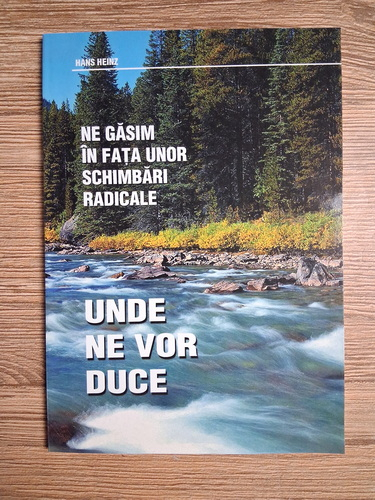 HANS HEINZ
NE GĂSIM
ÎN FAȚA UNOR
SCHIMBĂRI
RADICALE
UNDE
NE VOR
DUCE